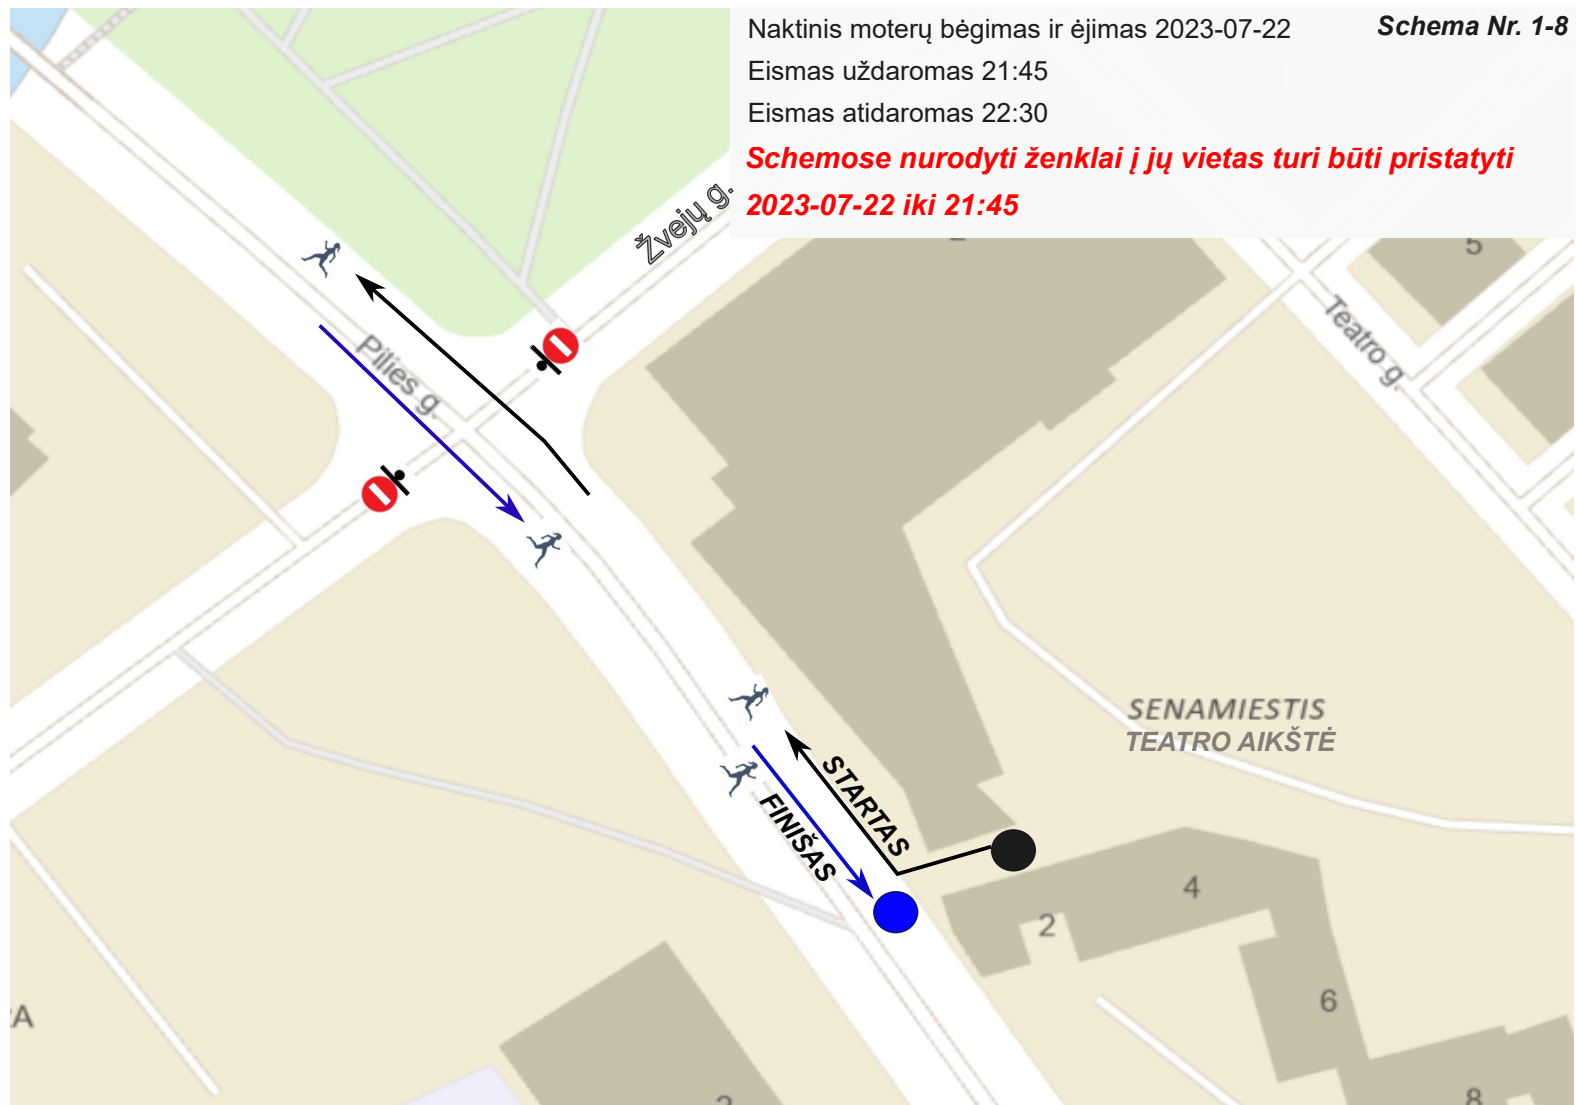 Naktinis moterų bėgimas ir ėjimas 2023-07-22
Schema Nr. 1-8
Eismas uždaromas 21:45
Eismas atidaromas 22:30
Schemose nurodyti ženklai į jų vietas turi būti pristatyti
2023-07-22 iki 21:45
Žvejų g.
5
Teatro g.
Pilies g.
SENAMIESTIS
TEATRO AIKŠTĖ
STARTAS
FINIŠAS
4
2
6
A
8